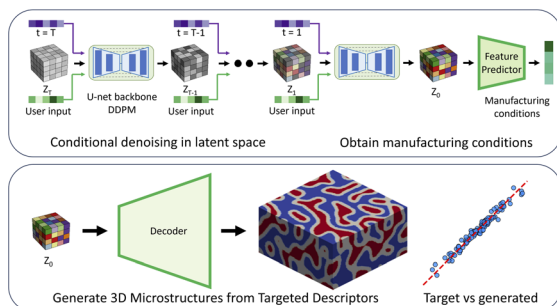 t = T
t = T-1
t = 1
Z_T
U-net backbone
DDPM
Z_T-1
Z_1
Z_0
Feature
Predictor
User input
User input
User input
Manufacturing
conditions
Conditional denoising in latent space
Obtain manufacturing conditions
Decoder
Z_0
Generate 3D Microstructures from Targeted Descriptors
Target vs generated